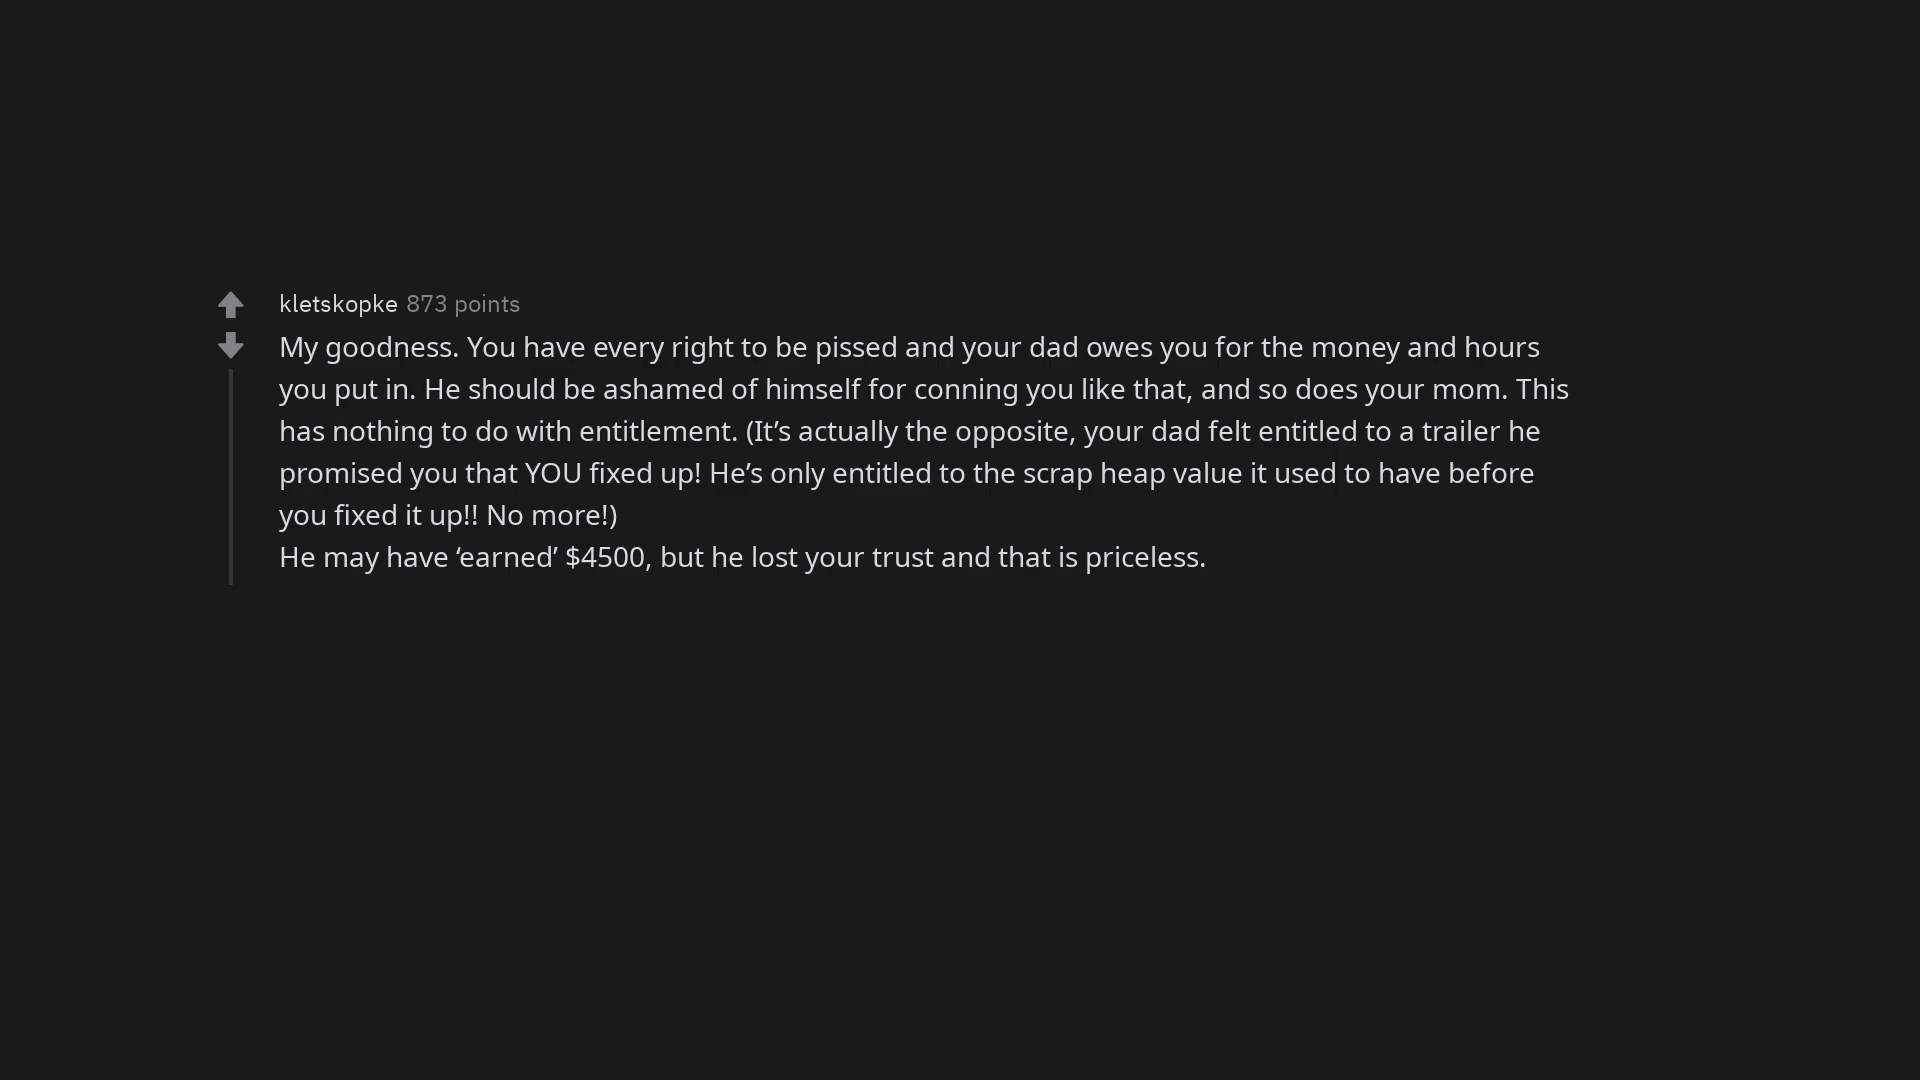 kletskopke 873 points
My goodness. You have every right to be pissed and your dad owes you for the money and hours
you put in. He should be ashamed of himself for conning you like that, and so does your mom. This
has nothing to do with entitlement. (It’s actually the opposite, your dad felt entitled to a trailer he
promised you that YOU fixed up! He’s only entitled to the scrap heap value it used to have before
you fixed it up!! No more!)
He may have ‘earned’ $4500, but he lost your trust and that is priceless.